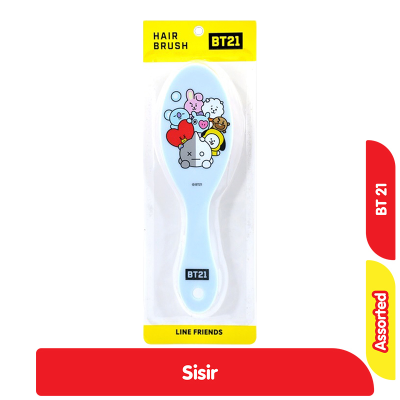 HAIR
BRUSH
BT21
BT21
LINE FRIENDS
BT 21
Assorted
Sisir